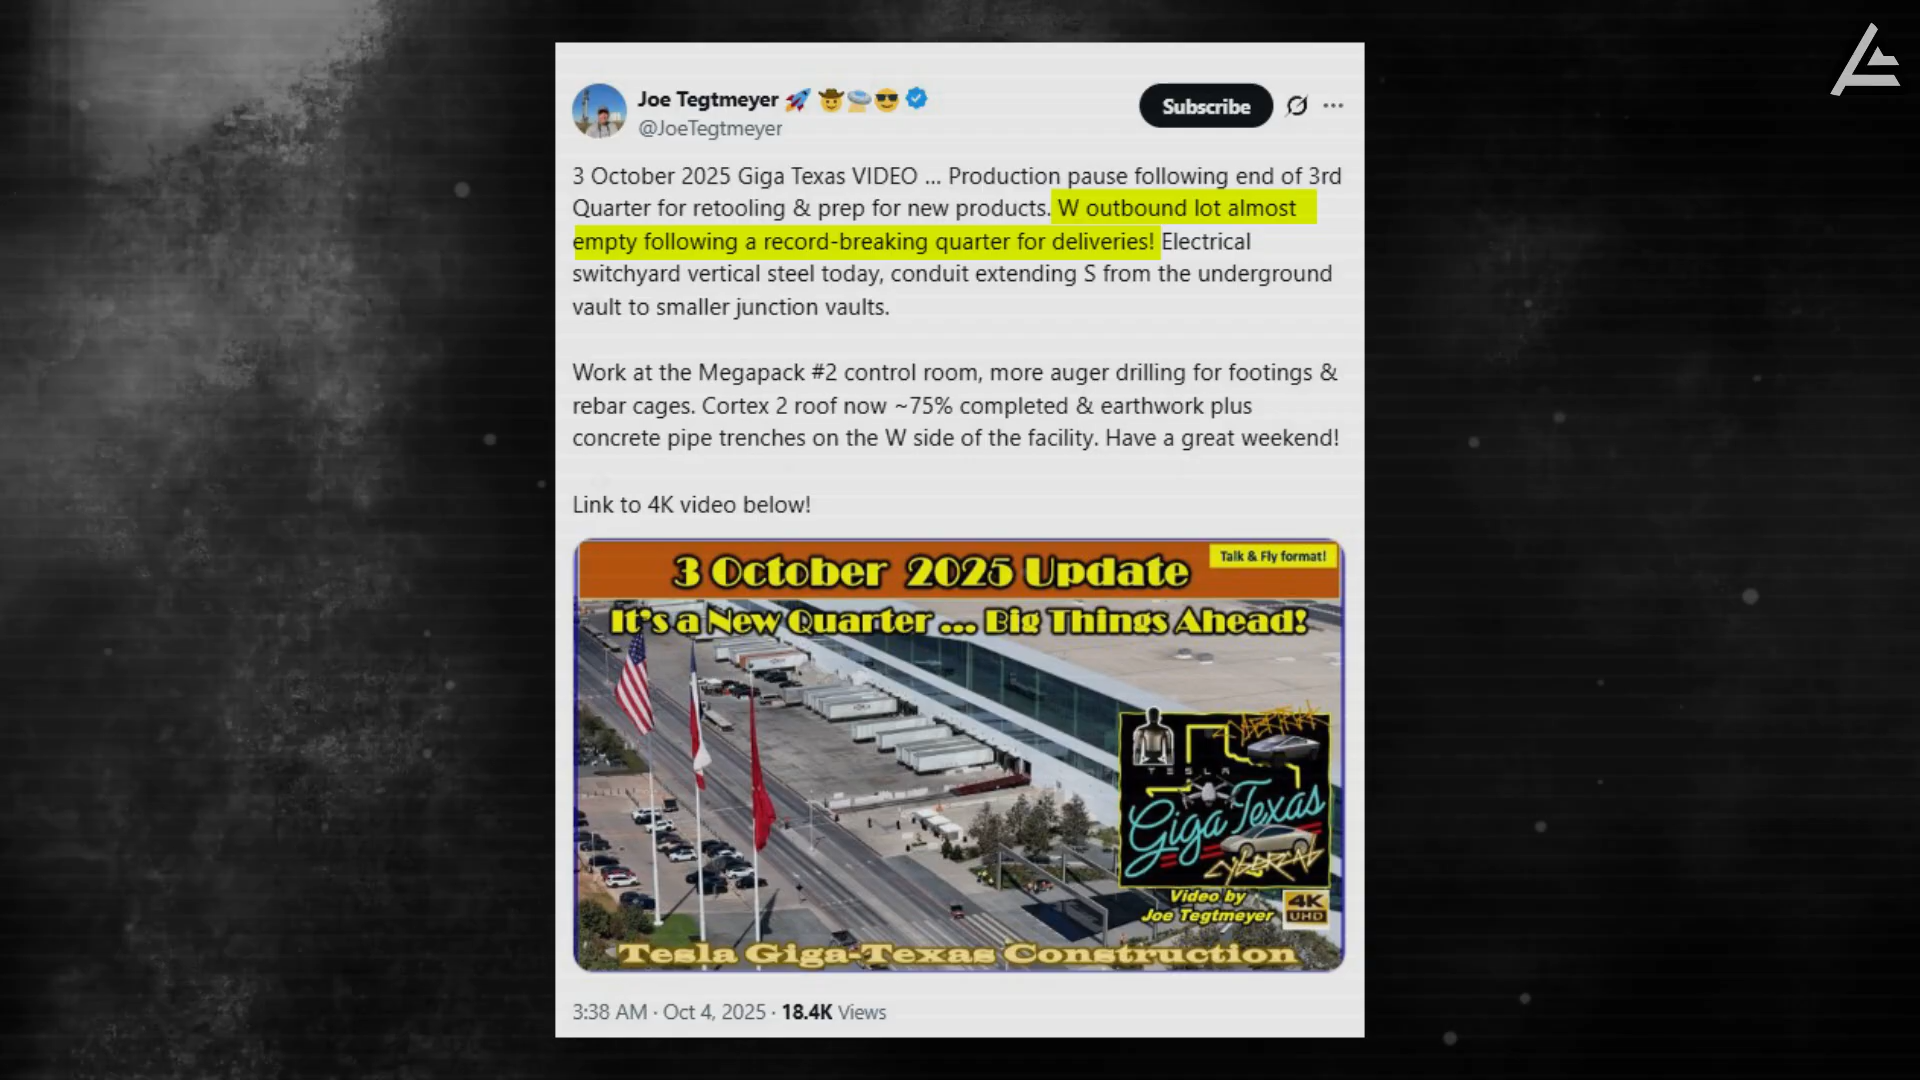 Joe Tegtmeyer 🚀 🤠🛸😎
Subscribe
@JoeTegtmeyer
3 October 2025 Giga Texas VIDEO ... Production pause following end of 3rd
Quarter for retooling & prep for new products. W outbound lot almost
empty following a record-breaking quarter for deliveries! Electrical
switchyard vertical steel today, conduit extending S from the underground
vault to smaller junction vaults.
Work at the Megapack #2 control room, more auger drilling for footings &
rebar cages. Cortex 2 roof now ~75% completed & earthwork plus
concrete pipe trenches on the W side of the facility. Have a great weekend!
Link to 4K video below!
3 October 2025 Update
Talk & Fly format!
It's a New Quarter ... Big Things Ahead!
CYBERTRUCK
TESLA
Giga Texas
CYBERCAB
Video by
Joe Tegtmeyer
4K
UHD
Tesla Giga-Texas Construction
3:38 AM · Oct 4, 2025 · 18.4K Views